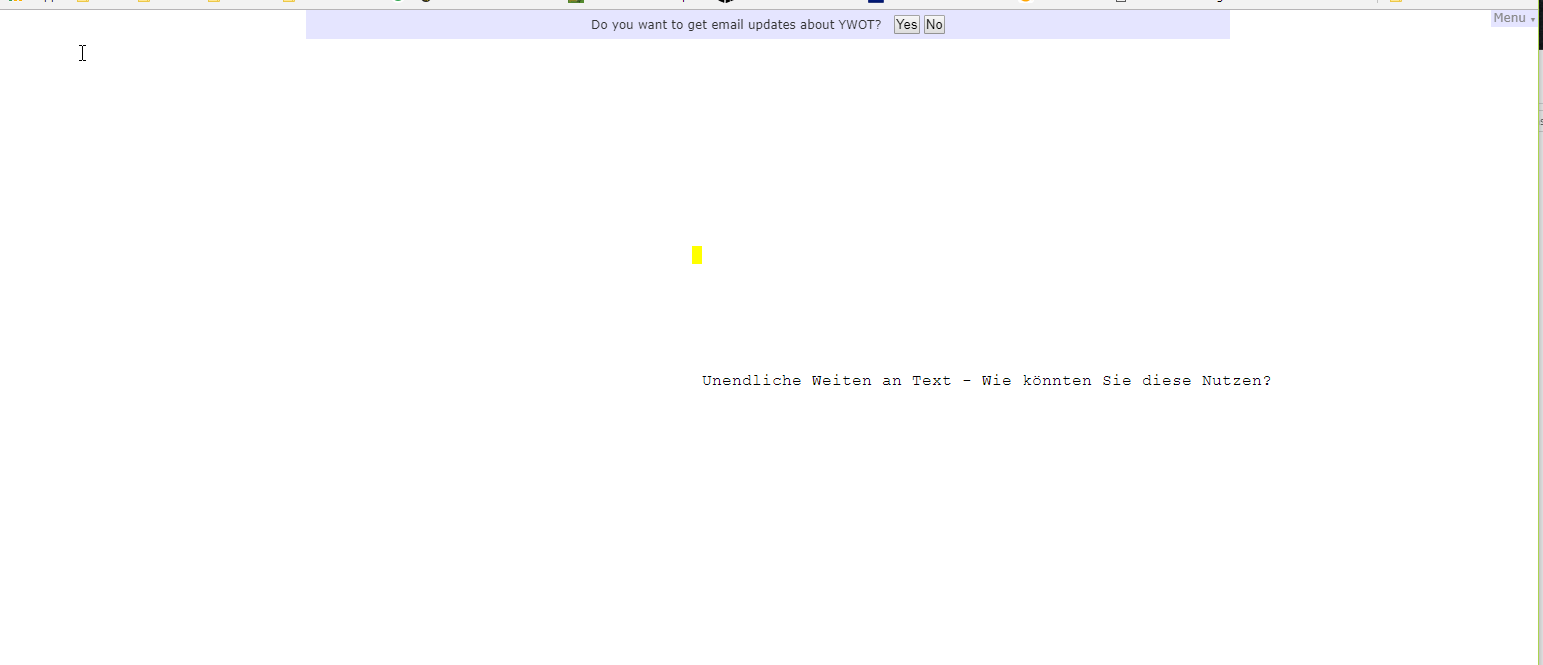 Do you want to get email updates about YWOT? Yes No
Menu
Unendliche Weiten an Text - Wie könnten Sie diese Nutzen?